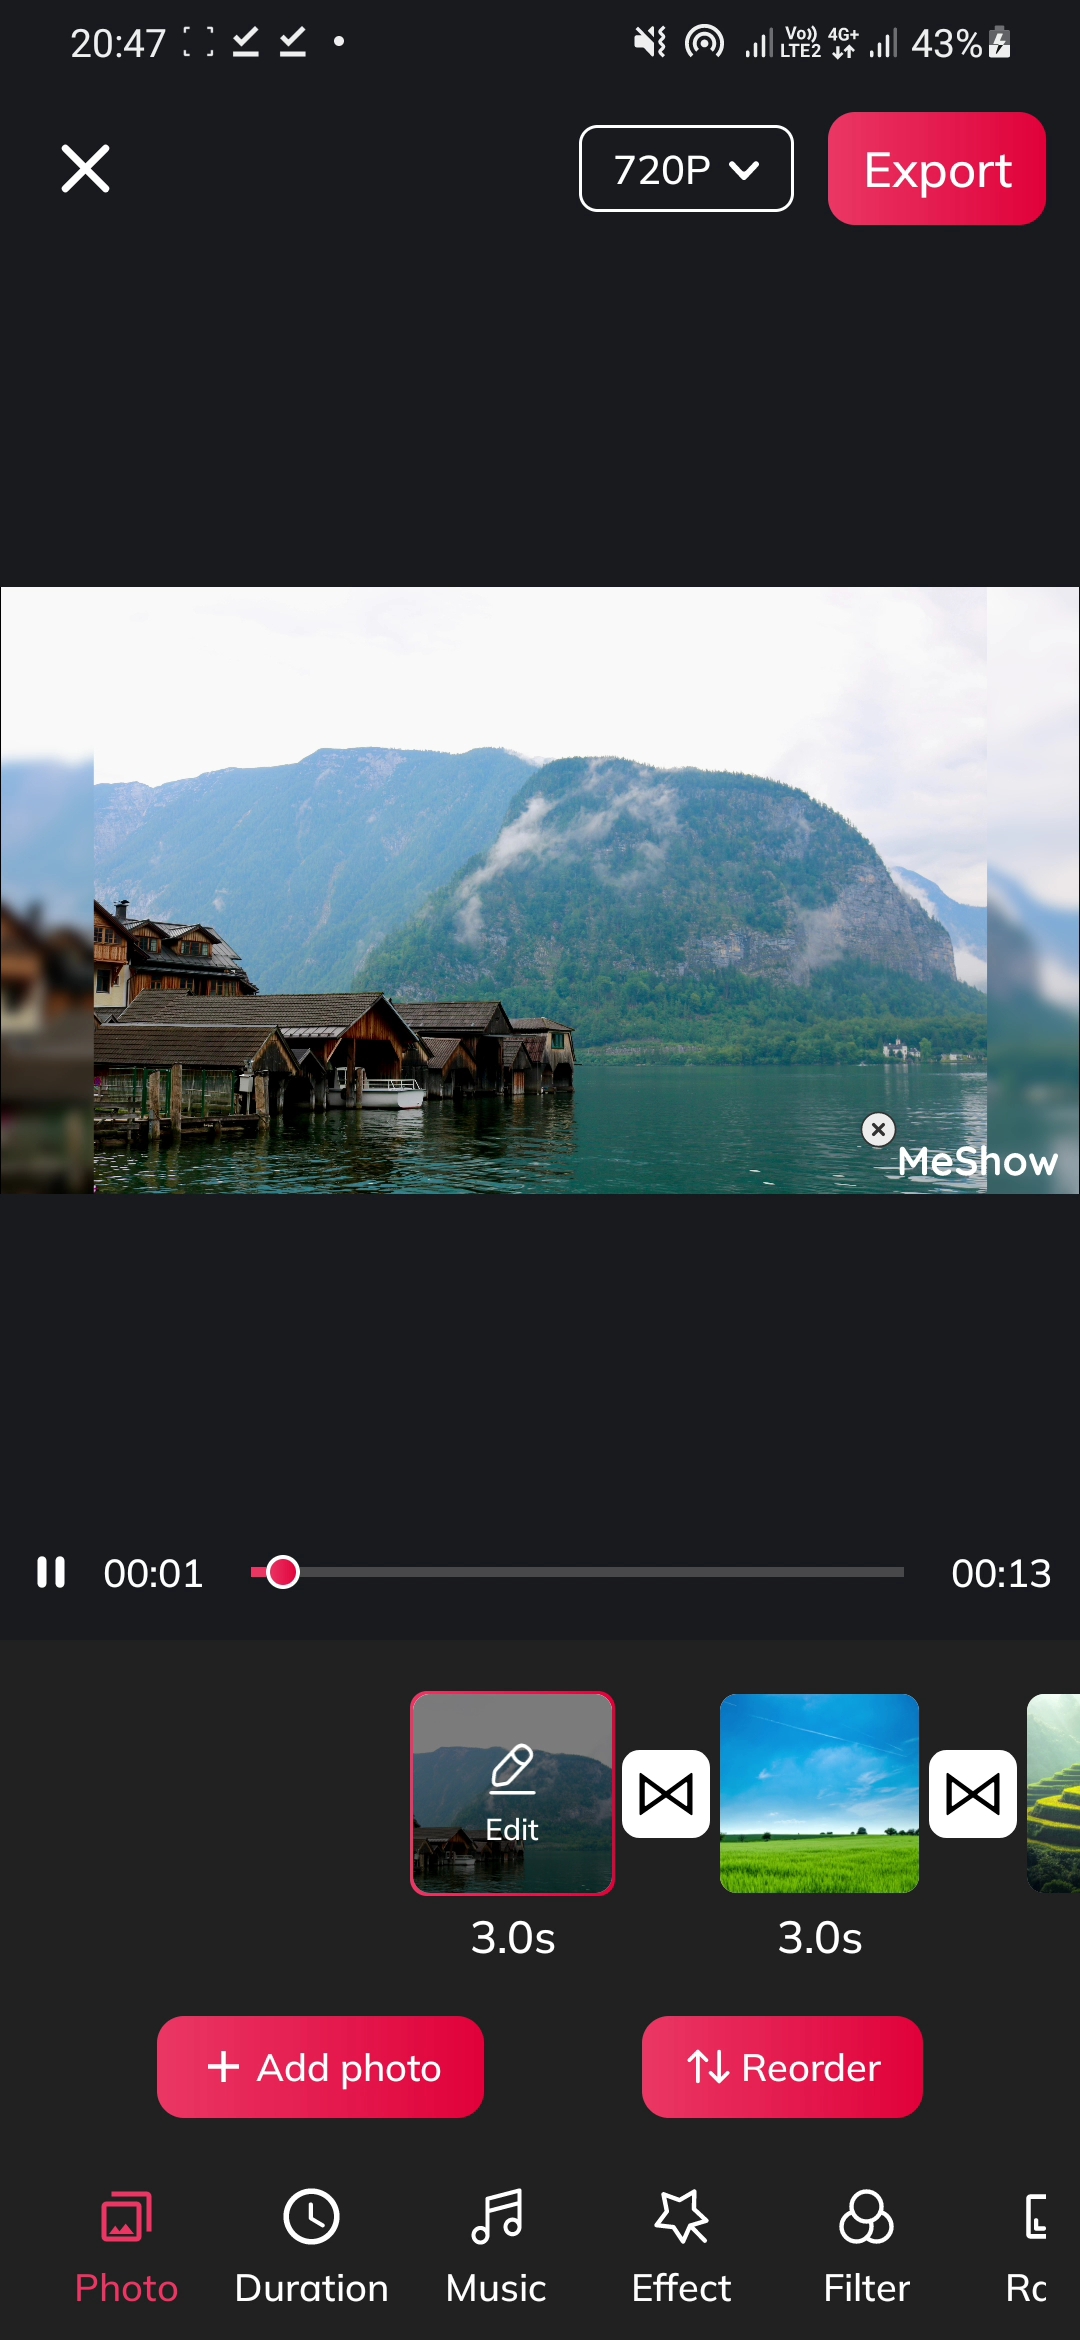 20:47 Vo)) LTE2 4G+ 43%
720P Export
MeShow
00:01 00:13
Edit
3.0s 3.0s
+ Add photo Reorder
Photo Duration Music Effect Filter